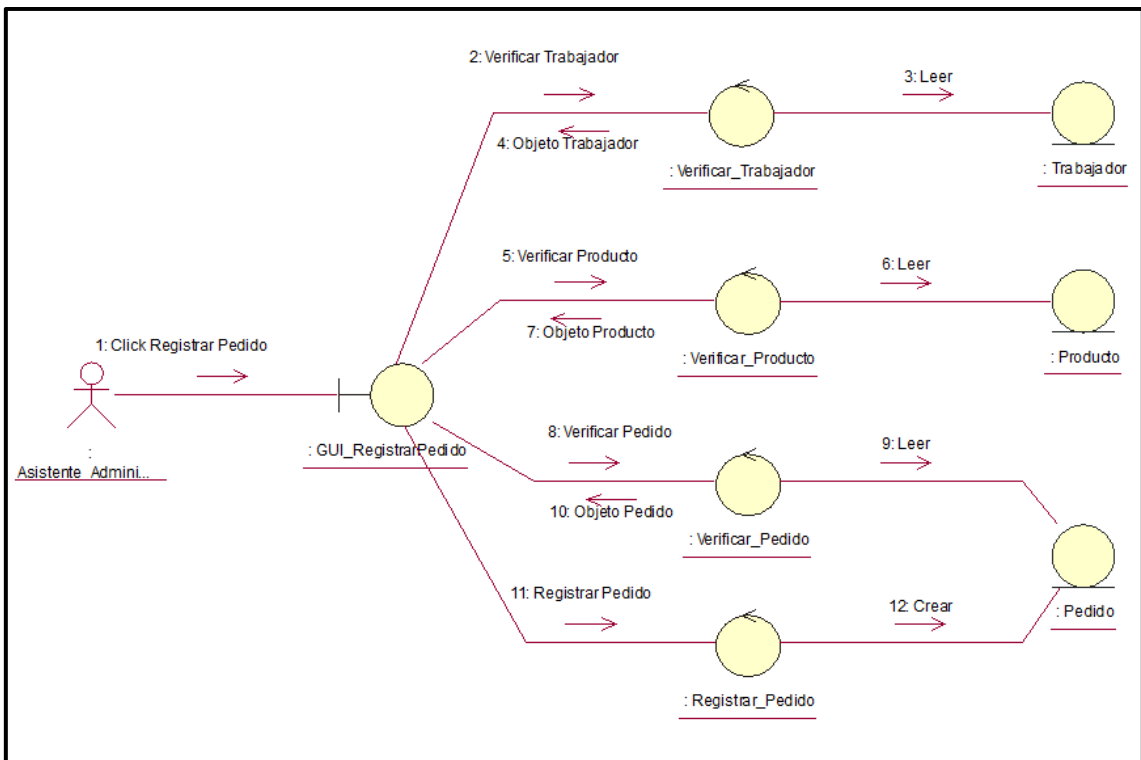 2: Verificar Trabajador
3: Leer
4: Objeto Trabajador
: Verificar_Trabajador
: Trabajador
5: Verificar Producto
6: Leer
7: Objeto Producto
: Verificar_Producto
: Producto
1: Click Registrar Pedido
:
Asistente Admini...
: GUI_RegistrarPedido
8: Verificar Pedido
9: Leer
10: Objeto Pedido
: Verificar_Pedido
: Pedido
11: Registrar Pedido
12: Crear
: Registrar_Pedido